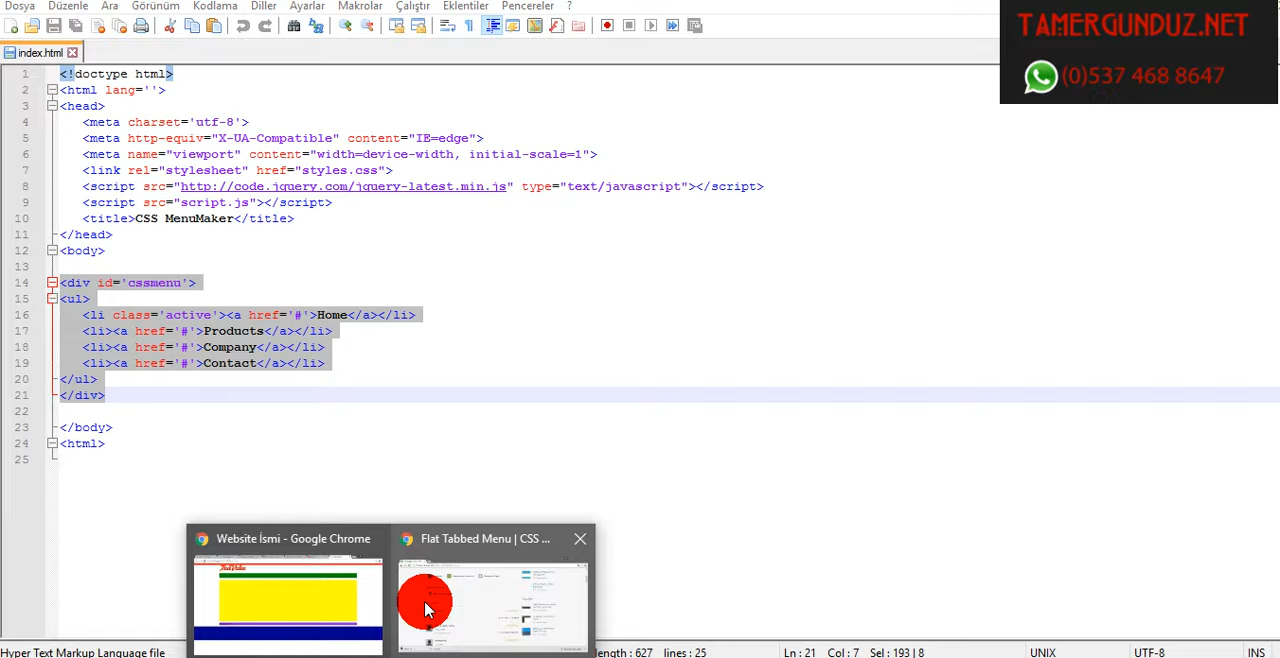 Dosya Düzenle Ara Görünüm Kodlama Diller Ayarlar Makrolar Çalıştır Eklentiler Pencereler ?
TAMERGUNDUZ.NET
(0)537 468 8647
index.html
1 <!doctype html>
2 <html lang=''>
3 <head>
4 <meta charset='utf-8'>
5 <meta http-equiv="X-UA-Compatible" content="IE=edge">
6 <meta name="viewport" content="width=device-width, initial-scale=1">
7 <link rel="stylesheet" href="styles.css">
8 <script src="http://code.jquery.com/jquery-latest.min.js" type="text/javascript"></script>
9 <script src="script.js"></script>
10 <title>CSS MenuMaker</title>
11 </head>
12 <body>
13
14 <div id='cssmenu'>
15 <ul>
16 <li class='active'><a href='#'>Home</a></li>
17 <li><a href='#'>Products</a></li>
18 <li><a href='#'>Company</a></li>
19 <li><a href='#'>Contact</a></li>
20 </ul>
21 </div>
22
23 </body>
24 <html>
25
Website İsmi - Google Chrome
Flat Tabbed Menu | CSS ...
Hyper Text Markup Language file length : 627 lines : 25 Ln : 21 Col : 7 Sel : 193 | 8 UNIX UTF-8 INS